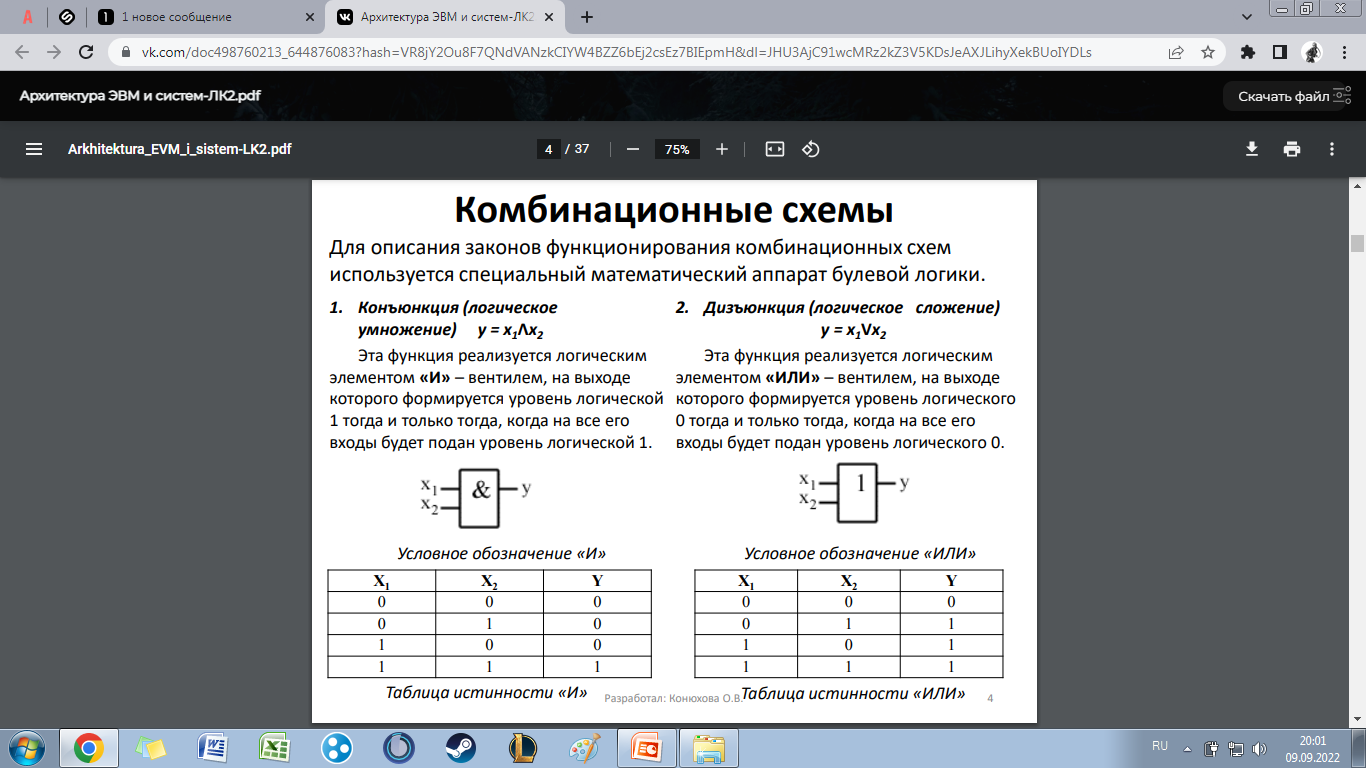 1 новое сообщение
Архитектура ЭВМ и систем-ЛК2
vk.com/doc498760213_644876083?hash=VR8jY2Ou8F7QNdVANzkCIYW4BZZ6bEj2csEz7BIEpmH&dl=JHU3AjC91wcMRz2kZ3V5KDsJeAXJLihyXekBUoIYDLs
Архитектура ЭВМ и систем-ЛК2.pdf
Скачать файл
Arkhitektura_EVM_i_sistem-LK2.pdf
4 / 37
75%
Комбинационные схемы
Для описания законов функционирования комбинационных схем
используется специальный математический аппарат булевой логики.
1. Конъюнкция (логическое
умножение) y = x1Λx2
Эта функция реализуется логическим
элементом «И» – вентилем, на выходе
которого формируется уровень логической
1 тогда и только тогда, когда на все его
входы будет подан уровень логической 1.
x1
x2
&
y
Условное обозначение «И»
X1 X2 Y
0 0 0
0 1 0
1 0 0
1 1 1
Таблица истинности «И»
2. Дизъюнкция (логическое сложение)
y = x1Vx2
Эта функция реализуется логическим
элементом «ИЛИ» – вентилем, на выходе
которого формируется уровень логического
0 тогда и только тогда, когда на все его
входы будет подан уровень логического 0.
x1
x2
1
y
Условное обозначение «ИЛИ»
X1 X2 Y
0 0 0
0 1 1
1 0 1
1 1 1
Таблица истинности «ИЛИ»
Разработал: Конюхова О.В.
4
RU
20:01
09.09.2022